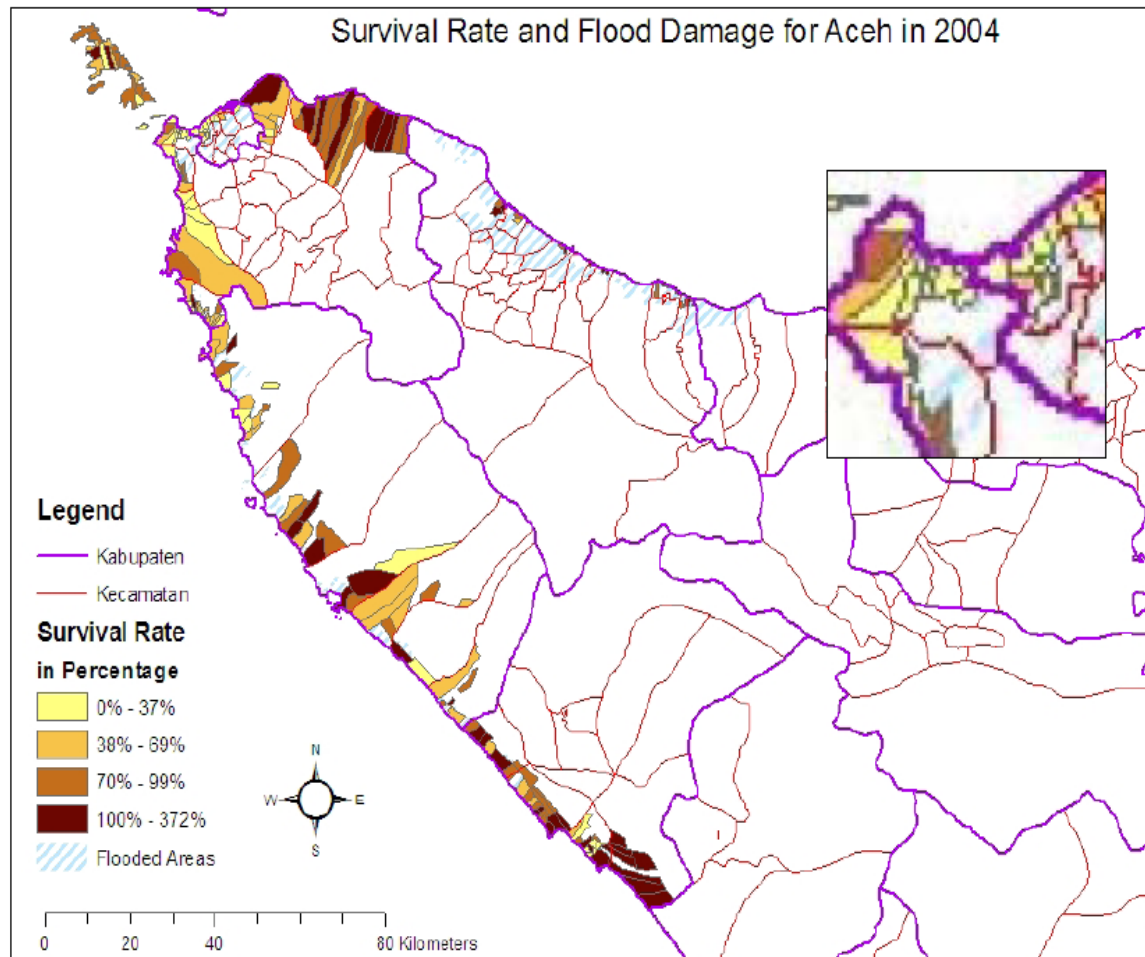 Survival Rate and Flood Damage for Aceh in 2004
Legend
Kabupaten
Kecamatan
Survival Rate
in Percentage
0% - 37%
38% - 69%
70% - 99%
100% - 372%
Flooded Areas
N
W E
S
0 20 40 80 Kilometers